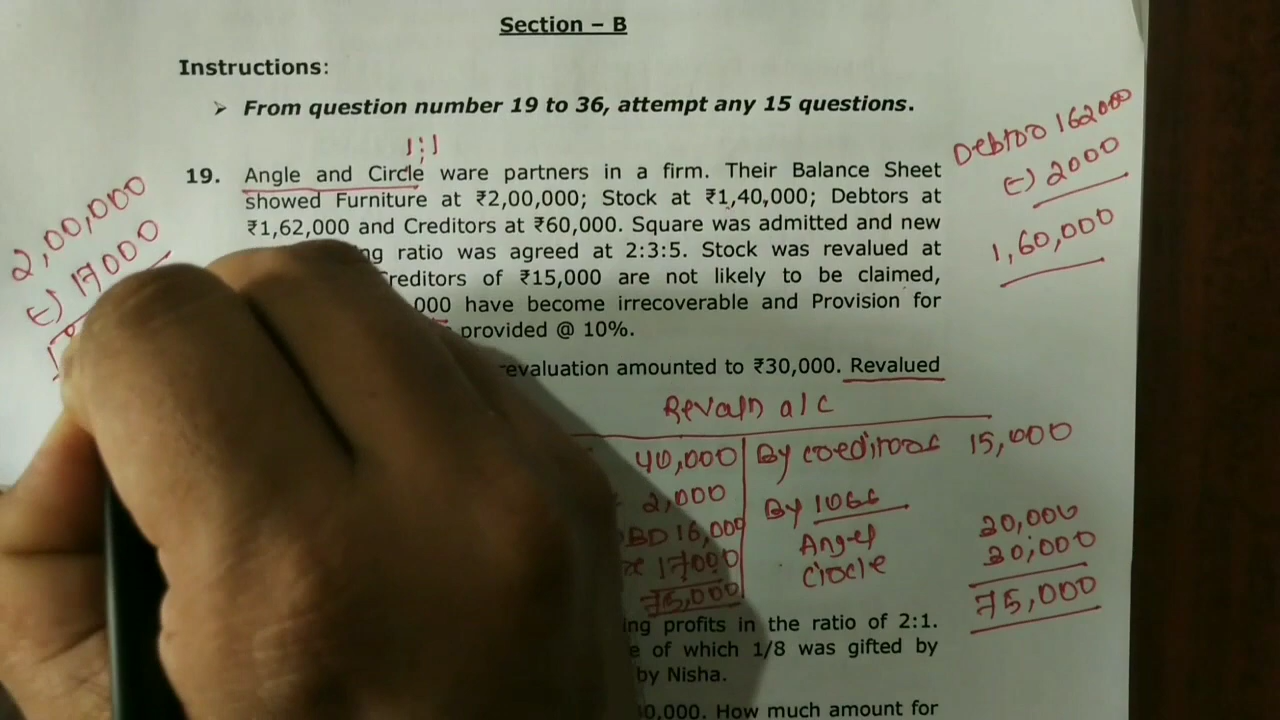 Section – B
Instructions:
➢ From question number 19 to 36, attempt any 15 questions.
1:1
19. Angle and Circle ware partners in a firm. Their Balance Sheet
showed Furniture at ₹2,00,000; Stock at ₹1,40,000; Debtors at
₹1,62,000 and Creditors at ₹60,000. Square was admitted and new
ratio was agreed at 2:3:5. Stock was revalued at
reditors of ₹15,000 are not likely to be claimed,
000 have become irrecoverable and Provision for
provided @ 10%.
evaluation amounted to ₹30,000. Revalued
2,00,000
(-) 17000
Debtoo 162000
(-) 2000
1,60,000
a/c
40,000 By coeditoos 15,000
2,000
By loss
BD 16,000 Angel 30,000
17000 Ciocle 30,000
75,000 75,000
ing profits in the ratio of 2:1.
e of which 1/8 was gifted by
by Nisha.
0,000. How much amount for